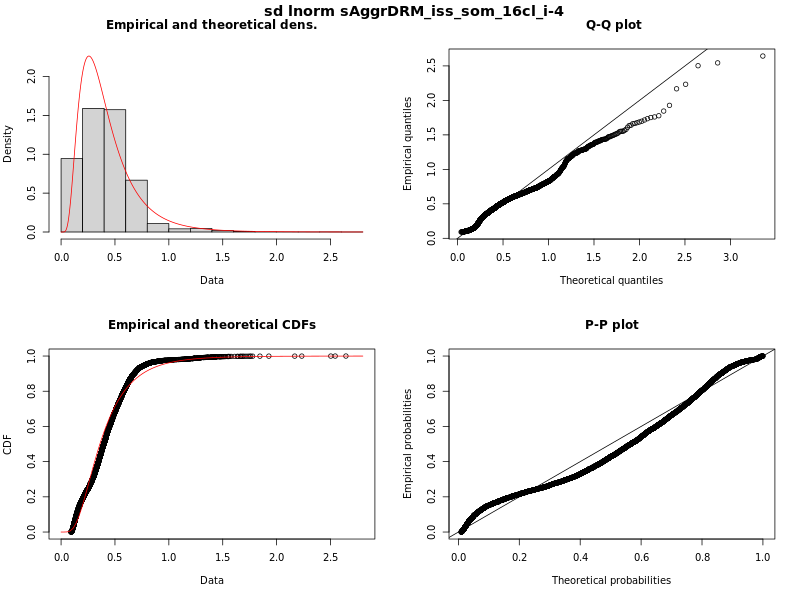 sd lnorm sAggrDRM_iss_som_16cl_i-4
Empirical and theoretical dens.
Density
0.0 0.5 1.0 1.5 2.0
0.0 0.5 1.0 1.5 2.0 2.5
Data
Q-Q plot
Empirical quantiles
0.0 0.5 1.0 1.5 2.0 2.5
0.0 0.5 1.0 1.5 2.0 2.5 3.0
Theoretical quantiles
Empirical and theoretical CDFs
CDF
0.0 0.2 0.4 0.6 0.8 1.0
0.0 0.5 1.0 1.5 2.0 2.5
Data
P-P plot
Empirical probabilities
0.0 0.2 0.4 0.6 0.8 1.0
0.0 0.2 0.4 0.6 0.8 1.0
Theoretical probabilities